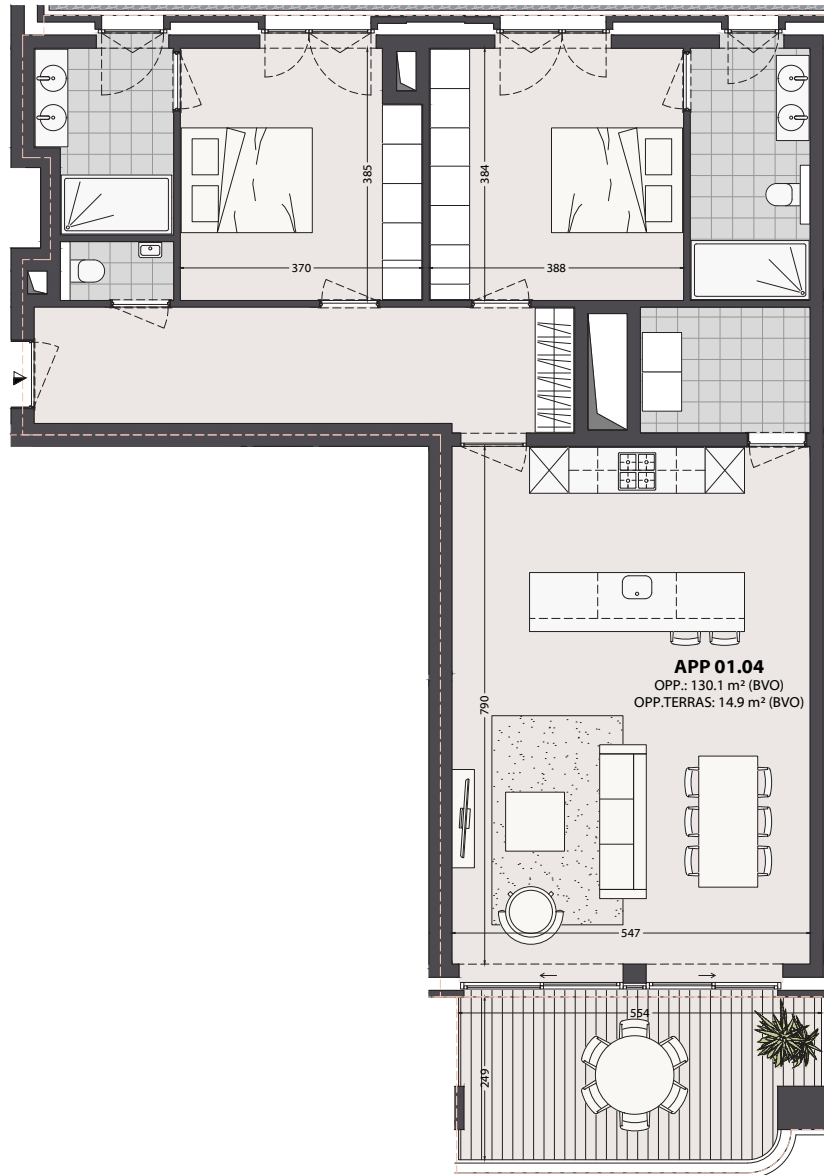 385
384
370
388
790
APP 01.04
OPP.: 130.1 m² (BVO)
OPP.TERRAS: 14.9 m² (BVO)
547
554
249